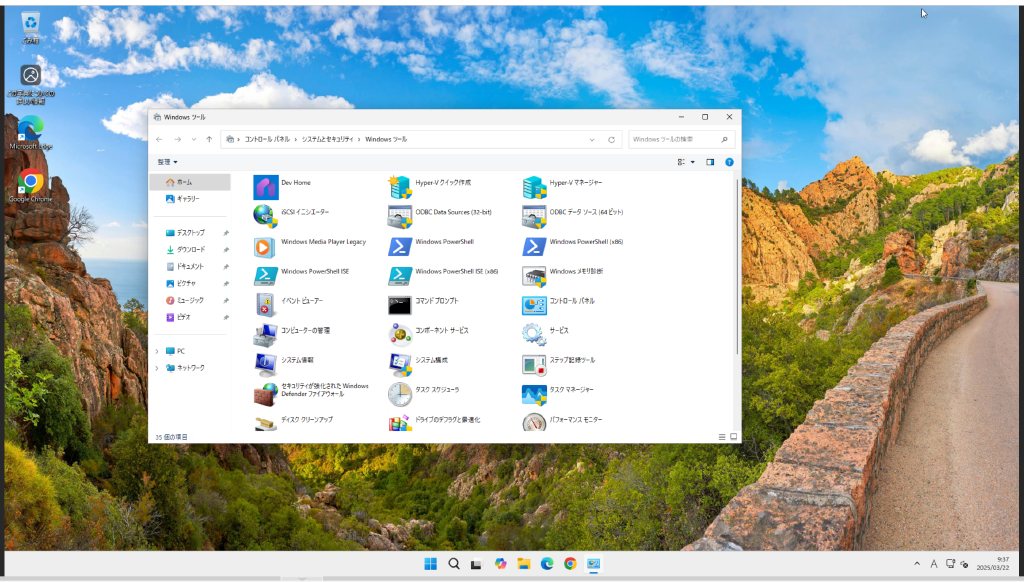 ごみ箱
Microsoft Edge
Google Chrome
Windows ツール
コントロール パネル › システムとセキュリティ › Windows ツール
Windows ツールの検索
整理
ホーム
ギャラリー
デスクトップ
ダウンロード
ドキュメント
ピクチャ
ミュージック
ビデオ
PC
ネットワーク
Dev Home
Hyper-V クイック作成
Hyper-V マネージャー
iSCSI イニシエーター
ODBC Data Sources (32-bit)
ODBC データ ソース (64 ビット)
Windows Media Player Legacy
Windows PowerShell
Windows PowerShell (x86)
Windows PowerShell ISE
Windows PowerShell ISE (x86)
Windows メモリ診断
イベント ビューアー
コマンド プロンプト
コントロール パネル
コンピューターの管理
コンポーネント サービス
サービス
システム情報
システム構成
ステップ記録ツール
セキュリティが強化された Windows
Defender ファイアウォール
タスク スケジューラ
タスク マネージャー
ディスク クリーンアップ
ドライブのデフラグと最適化
パフォーマンス モニター
35 個の項目
A
9:37
2025/03/22